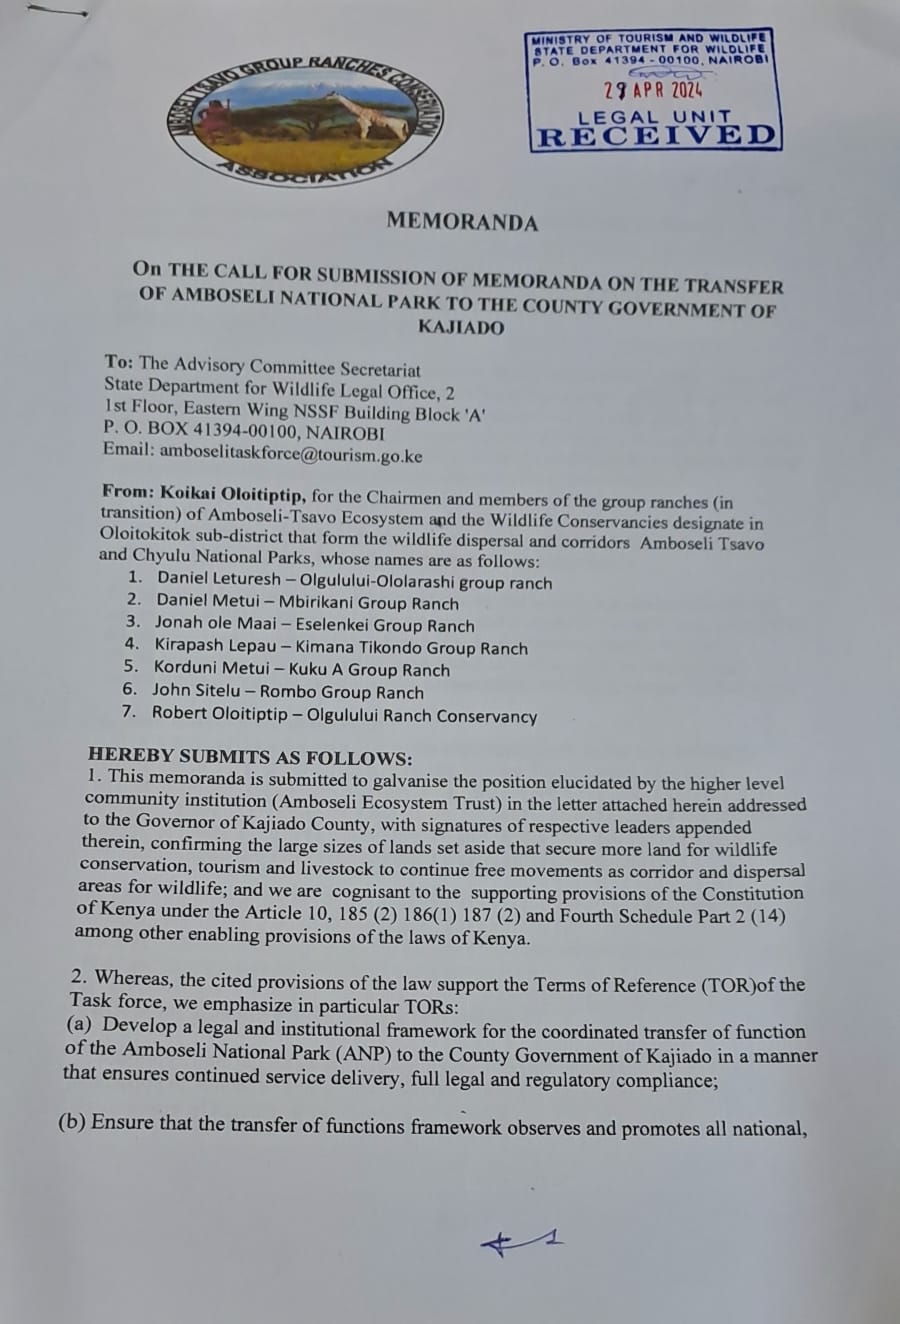 AMBOSELI TSAVO GROUP RANCHES CONSERVATION
ASSOCIATION
MINISTRY OF TOURISM AND WILDLIFE
STATE DEPARTMENT FOR WILDLIFE
P. O. Box 41394 - 00100, NAIROBI
APR 2024
LEGAL UNIT
RECEIVED
MEMORANDA
On THE CALL FOR SUBMISSION OF MEMORANDA ON THE TRANSFER
OF AMBOSELI NATIONAL PARK TO THE COUNTY GOVERNMENT OF
KAJIADO
To: The Advisory Committee Secretariat
State Department for Wildlife Legal Office, 2
1st Floor, Eastern Wing NSSF Building Block 'A'
P. O. BOX 41394-00100, NAIROBI
Email: amboselitaskforce@tourism.go.ke
From: Koikai Oloitiptip, for the Chairmen and members of the group ranches (in
transition) of Amboseli-Tsavo Ecosystem and the Wildlife Conservancies designate in
Oloitokitok sub-district that form the wildlife dispersal and corridors Amboseli Tsavo
and Chyulu National Parks, whose names are as follows:
1. Daniel Leturesh – Olgulului-Ololarashi group ranch
2. Daniel Metui – Mbirikani Group Ranch
3. Jonah ole Maai – Eselenkei Group Ranch
4. Kirapash Lepau – Kimana Tikondo Group Ranch
5. Korduni Metui – Kuku A Group Ranch
6. John Sitelu – Rombo Group Ranch
7. Robert Oloitiptip – Olgulului Ranch Conservancy
HEREBY SUBMITS AS FOLLOWS:
1. This memoranda is submitted to galvanise the position elucidated by the higher level
community institution (Amboseli Ecosystem Trust) in the letter attached herein addressed
to the Governor of Kajiado County, with signatures of respective leaders appended
therein, confirming the large sizes of lands set aside that secure more land for wildlife
conservation, tourism and livestock to continue free movements as corridor and dispersal
areas for wildlife; and we are cognisant to the supporting provisions of the Constitution
of Kenya under the Article 10, 185 (2) 186(1) 187 (2) and Fourth Schedule Part 2 (14)
among other enabling provisions of the laws of Kenya.
2. Whereas, the cited provisions of the law support the Terms of Reference (TOR)of the
Task force, we emphasize in particular TORs:
(a) Develop a legal and institutional framework for the coordinated transfer of function
of the Amboseli National Park (ANP) to the County Government of Kajiado in a manner
that ensures continued service delivery, full legal and regulatory compliance;
(b) Ensure that the transfer of functions framework observes and promotes all national,